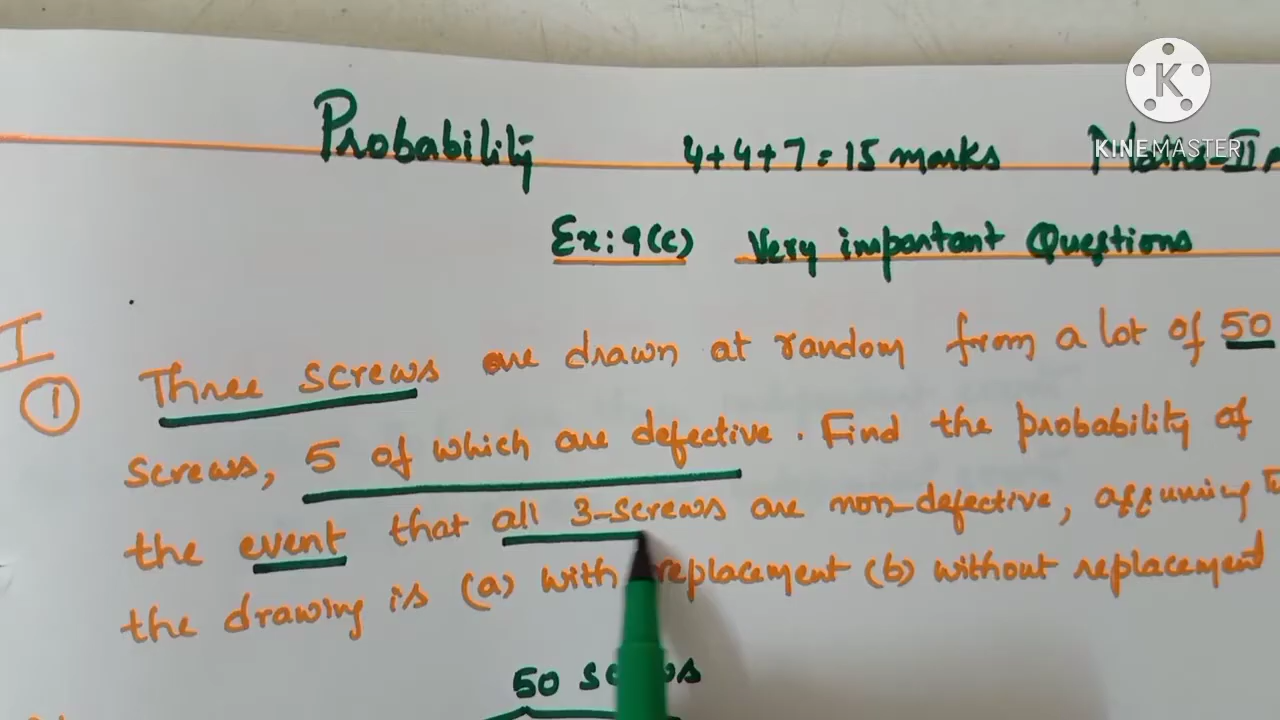 K
KINEMASTER
Probability 4+4+7=15 marks
Ex: 9(c) Very important Questions
I
① Three screws are drawn at random from a lot of 50
screws, 5 of which are defective. Find the probability of
the event that all 3-screws are non-defective, assuming
the drawing is (a) with replacement (b) without replacement
50